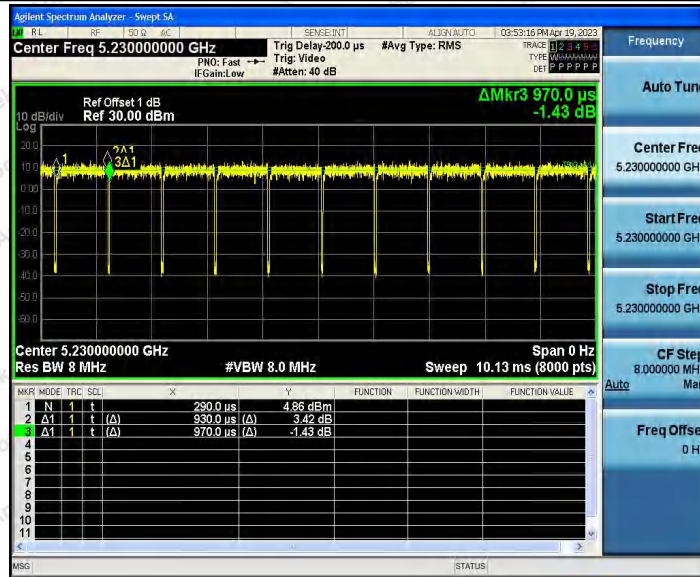 Agilent Spectrum Analyzer - Swept SA
RL RF 50 Ω AC SENSE:INT ALIGN AUTO 03:53:16 PM Apr 19, 2023
Center Freq 5.230000000 GHz
PNO: Fast
IFGain:Low
Trig Delay-200.0 µs
Trig: Video
#Atten: 40 dB
#Avg Type: RMS
TRACE 1 2 3 4 5 6
TYPE
DET P P P P P P
Ref Offset 1 dB
10 dB/div Ref 30.00 dBm
Log
ΔMkr3 970.0 µs
-1.43 dB
20.0
10.0
0.00
-10.0
-20.0
-30.0
-40.0
-50.0
-60.0
1
2Δ1
3Δ1
Center 5.230000000 GHz Span 0 Hz
Res BW 8 MHz #VBW 8.0 MHz Sweep 10.13 ms (8000 pts)
MKR MODE TRC SCL X Y FUNCTION FUNCTION WIDTH FUNCTION VALUE
1 N 1 t 290.0 µs 4.86 dBm
2 Δ1 1 t (Δ) 930.0 µs (Δ) 3.42 dB
3 Δ1 1 t (Δ) 970.0 µs (Δ) -1.43 dB
4
5
6
7
8
9
10
11
MSG STATUS
Frequency
Auto Tune
Center Freq
5.230000000 GH
Start Freq
5.230000000 GH
Stop Freq
5.230000000 GH
CF Step
8.000000 MH
Auto Man
Freq Offse
0 H